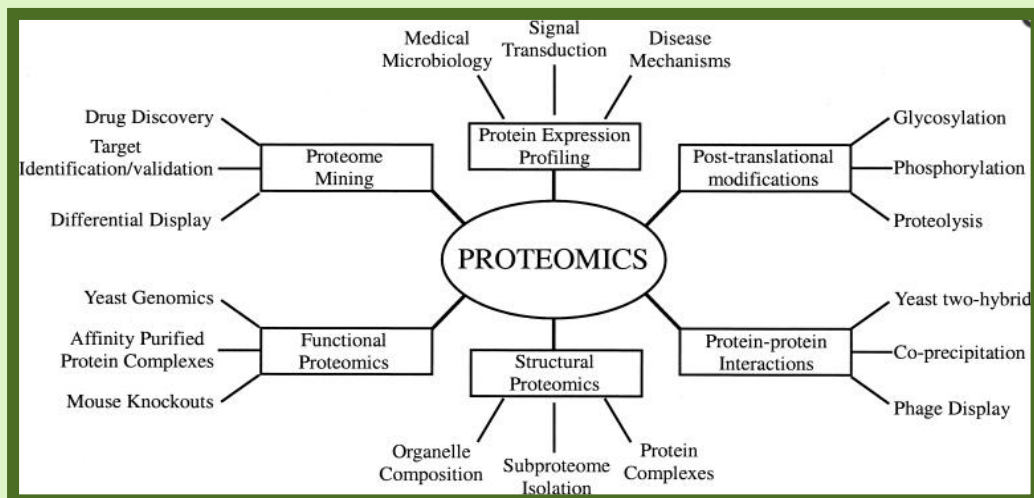 Medical
Microbiology
Signal
Transduction
Disease
Mechanisms
Protein Expression
Profiling
Drug Discovery
Target
Identification/validation
Differential Display
Proteome
Mining
Post-translational
modifications
Glycosylation
Phosphorylation
Proteolysis
PROTEOMICS
Yeast Genomics
Affinity Purified
Protein Complexes
Mouse Knockouts
Functional
Proteomics
Structural
Proteomics
Organelle
Composition
Subproteome
Isolation
Protein
Complexes
Protein-protein
Interactions
Yeast two-hybrid
Co-precipitation
Phage Display